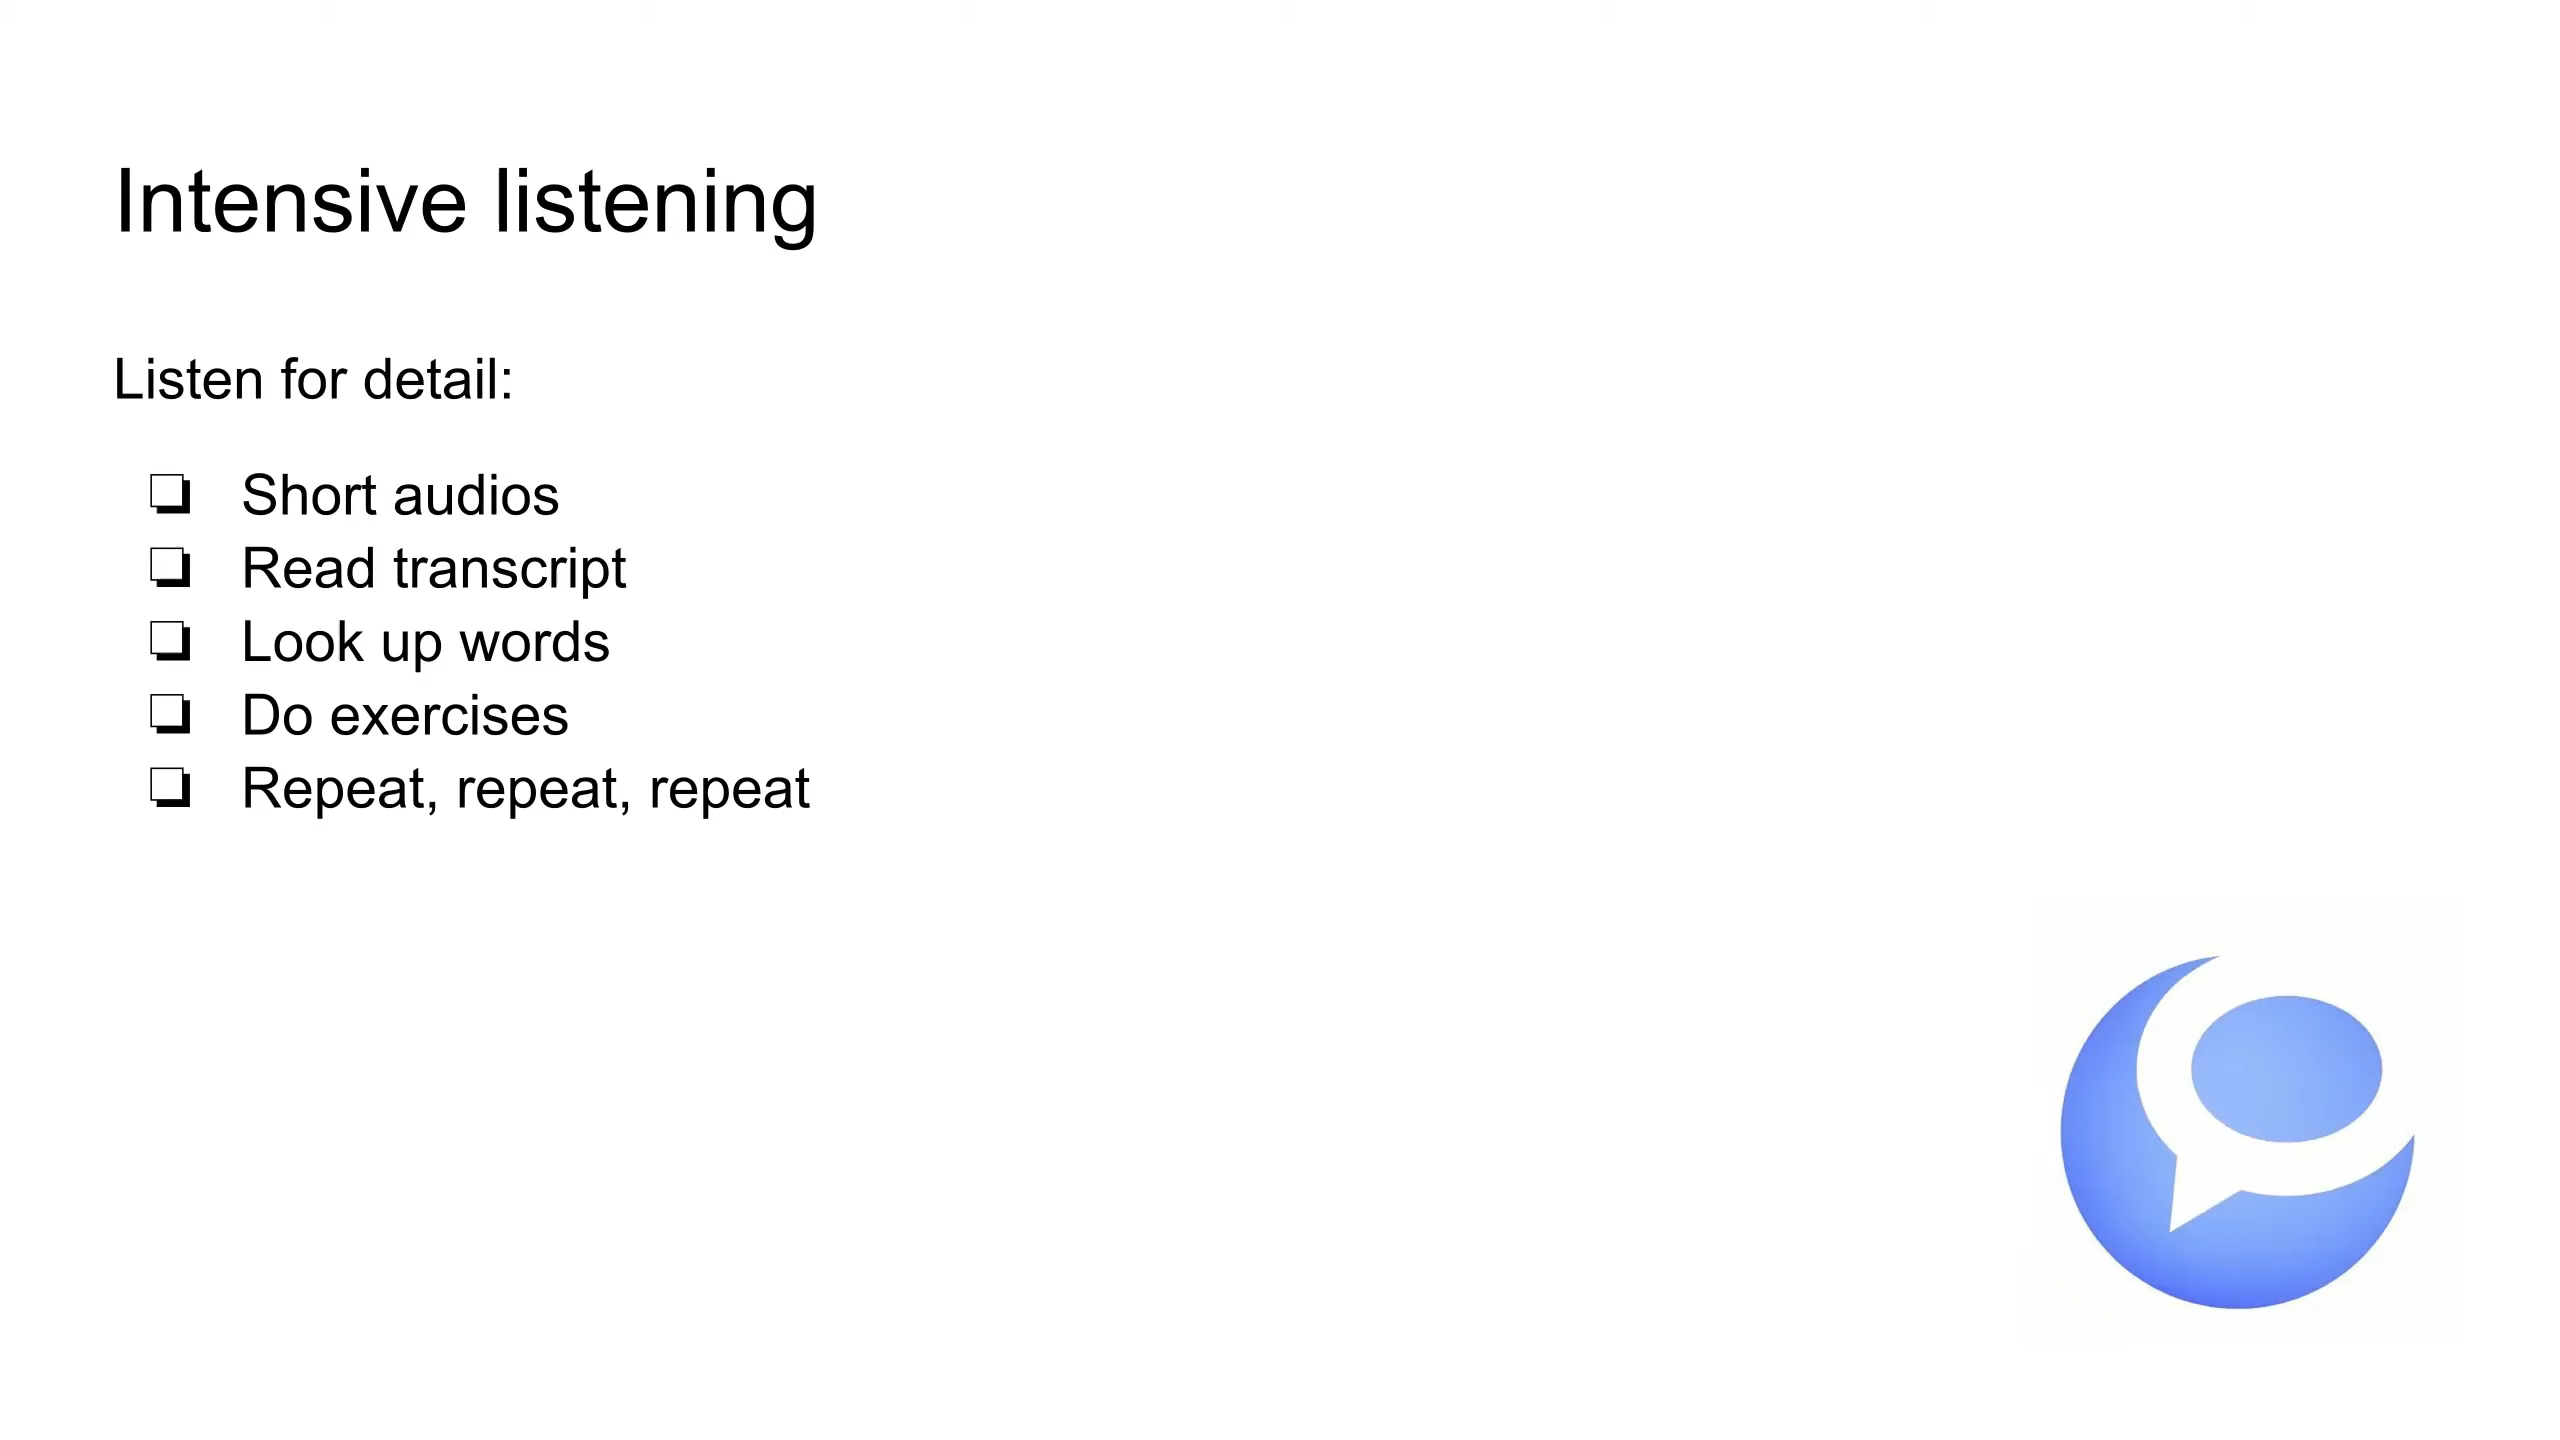 Intensive listening
Listen for detail:
❏ Short audios
❏ Read transcript
❏ Look up words
❏ Do exercises
❏ Repeat, repeat, repeat